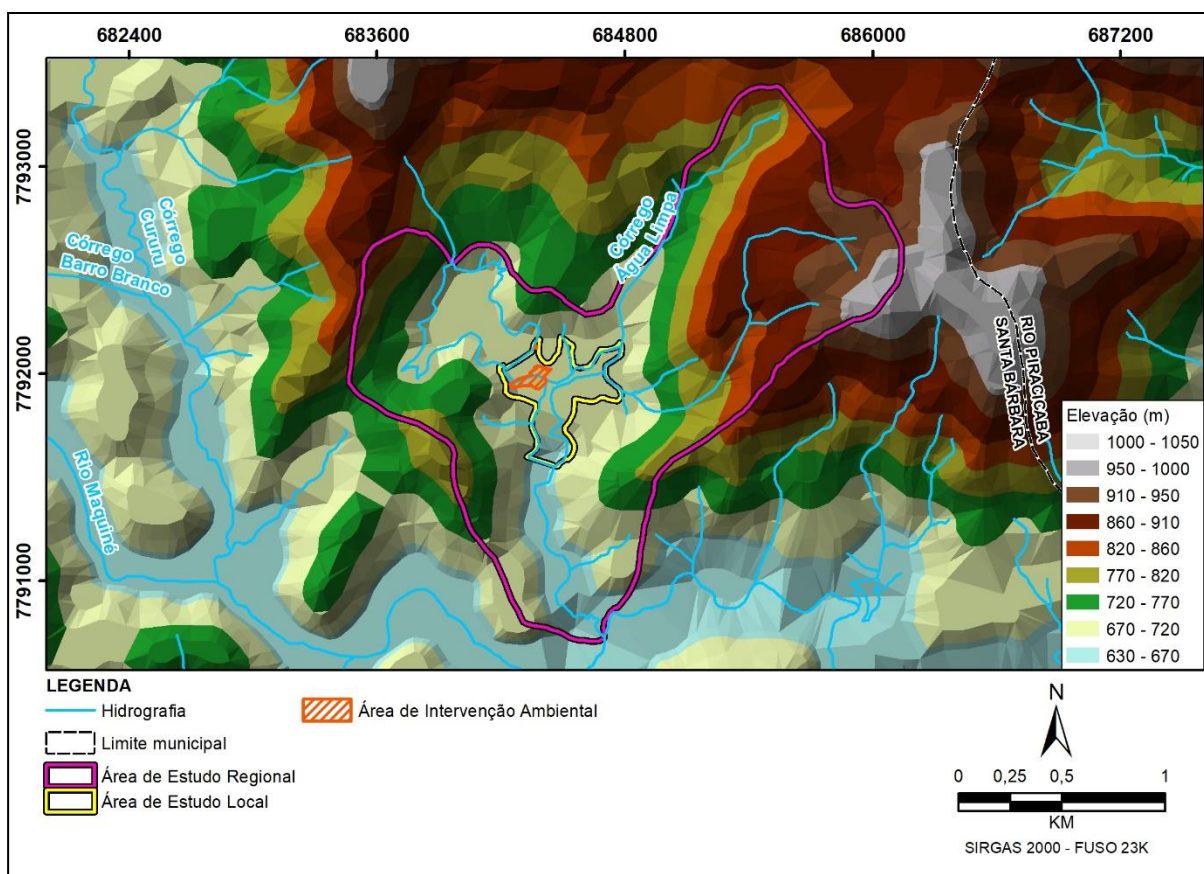 682400
683600
684800
686000
687200
7793000
7792000
7791000
Córrego
Cururu
Córrego
Barro Branco
Córrego
Água Limpa
Rio Maquiné
RIO PIRACICABA
SANTA BÁRBARA
Elevação (m)
1000 - 1050
950 - 1000
910 - 950
860 - 910
820 - 860
770 - 820
720 - 770
670 - 720
630 - 670
LEGENDA
Hidrografia
Área de Intervenção Ambiental
Limite municipal
Área de Estudo Regional
Área de Estudo Local
N
0 0,25 0,5 1
KM
SIRGAS 2000 - FUSO 23K